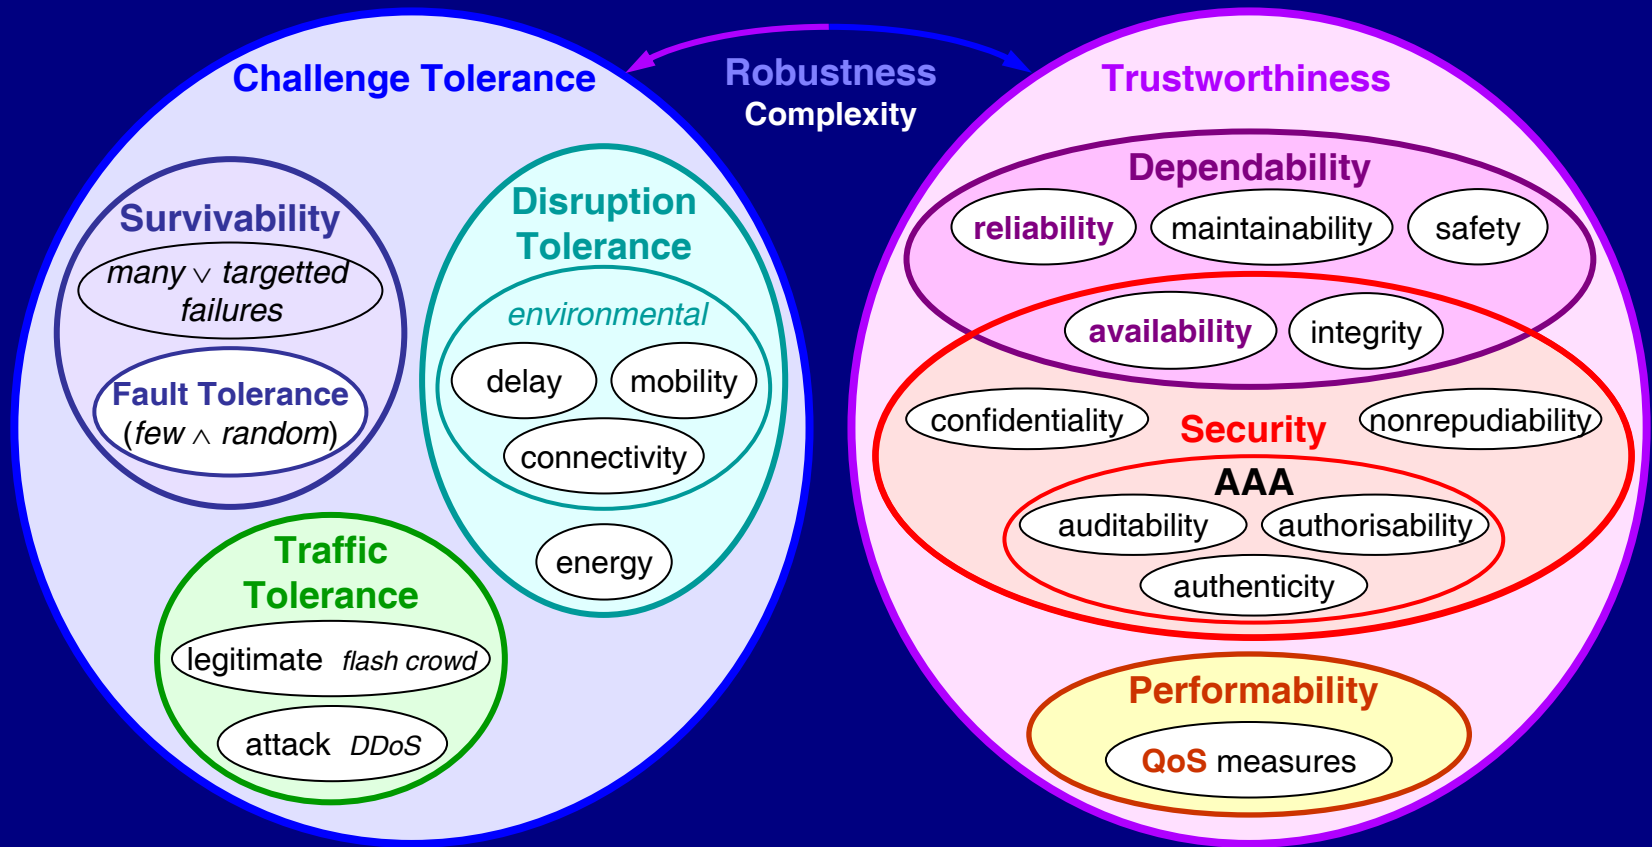 Challenge Tolerance
Survivability
many ∨ targetted
failures
Fault Tolerance
(few ∧ random)
Disruption
Tolerance
environmental
delay
mobility
connectivity
energy
Traffic
Tolerance
legitimate flash crowd
attack DDoS
Robustness
Complexity
Trustworthiness
Dependability
reliability
maintainability
safety
availability
integrity
confidentiality
Security
nonrepudiability
AAA
auditability
authorisability
authenticity
Performability
QoS measures